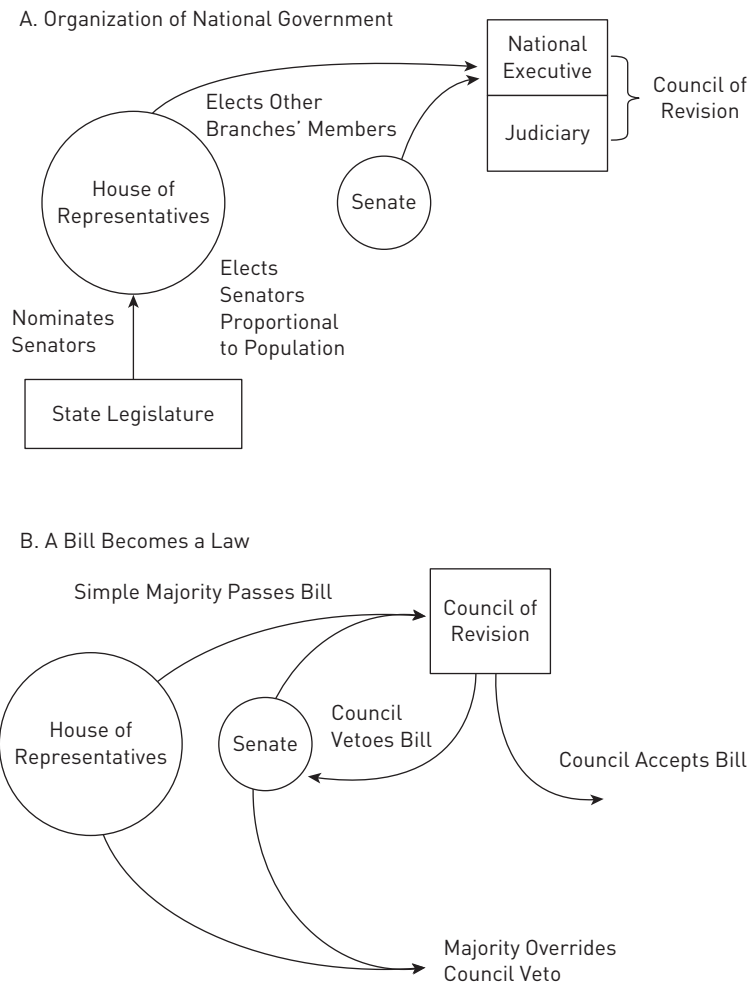 A. Organization of National Government
National
Executive
Council of
Revision
Elects Other
Branches’ Members
Judiciary
House of
Representatives
Senate
Elects
Senators
Proportional
to Population
Nominates
Senators
State Legislature
B. A Bill Becomes a Law
Simple Majority Passes Bill
Council of
Revision
House of
Representatives
Senate
Council
Vetoes Bill
Council Accepts Bill
Majority Overrides
Council Veto